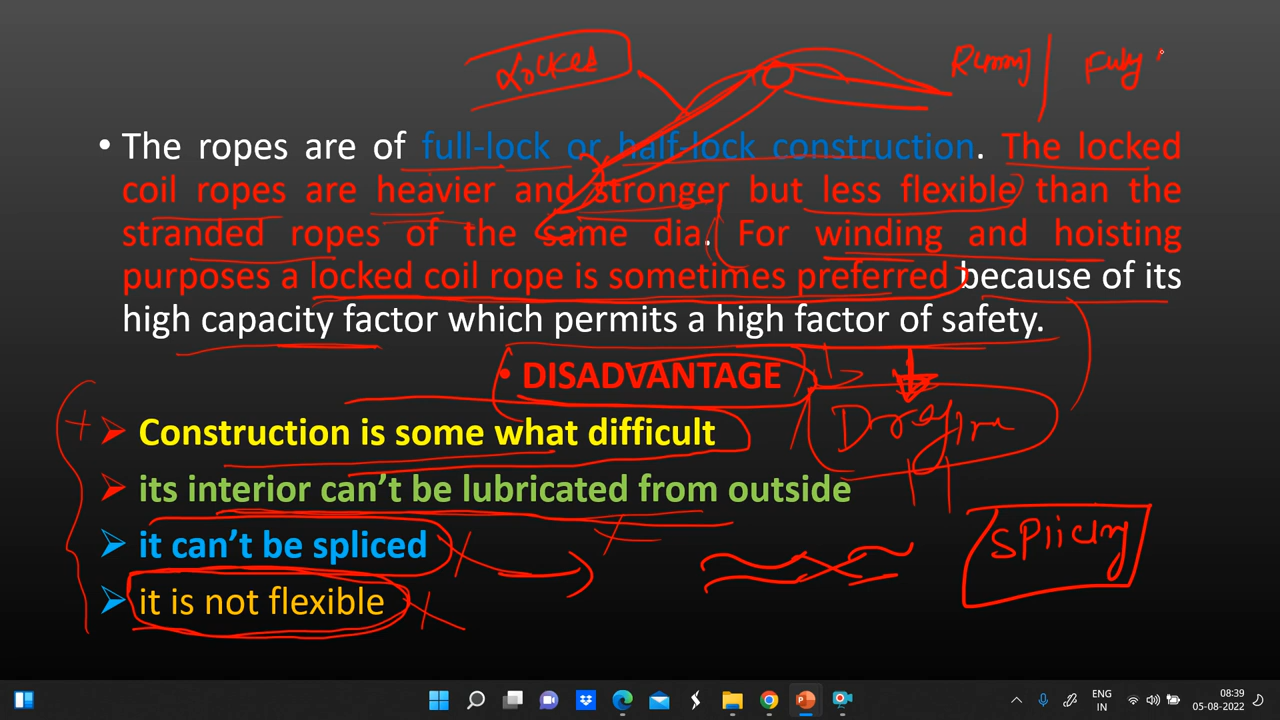 Locked
Fully
• The ropes are of full-lock or half-lock construction. The locked
coil ropes are heavier and stronger but less flexible than the
stranded ropes of the same dia. For winding and hoisting
purposes a locked coil rope is sometimes preferred because of its
high capacity factor which permits a high factor of safety.
• DISADVANTAGE
➤ Construction is some what difficult
➤ its interior can't be lubricated from outside
➤ it can't be spliced
Splicing
➤ it is not flexible
ENG
IN
08:39
05-08-2022